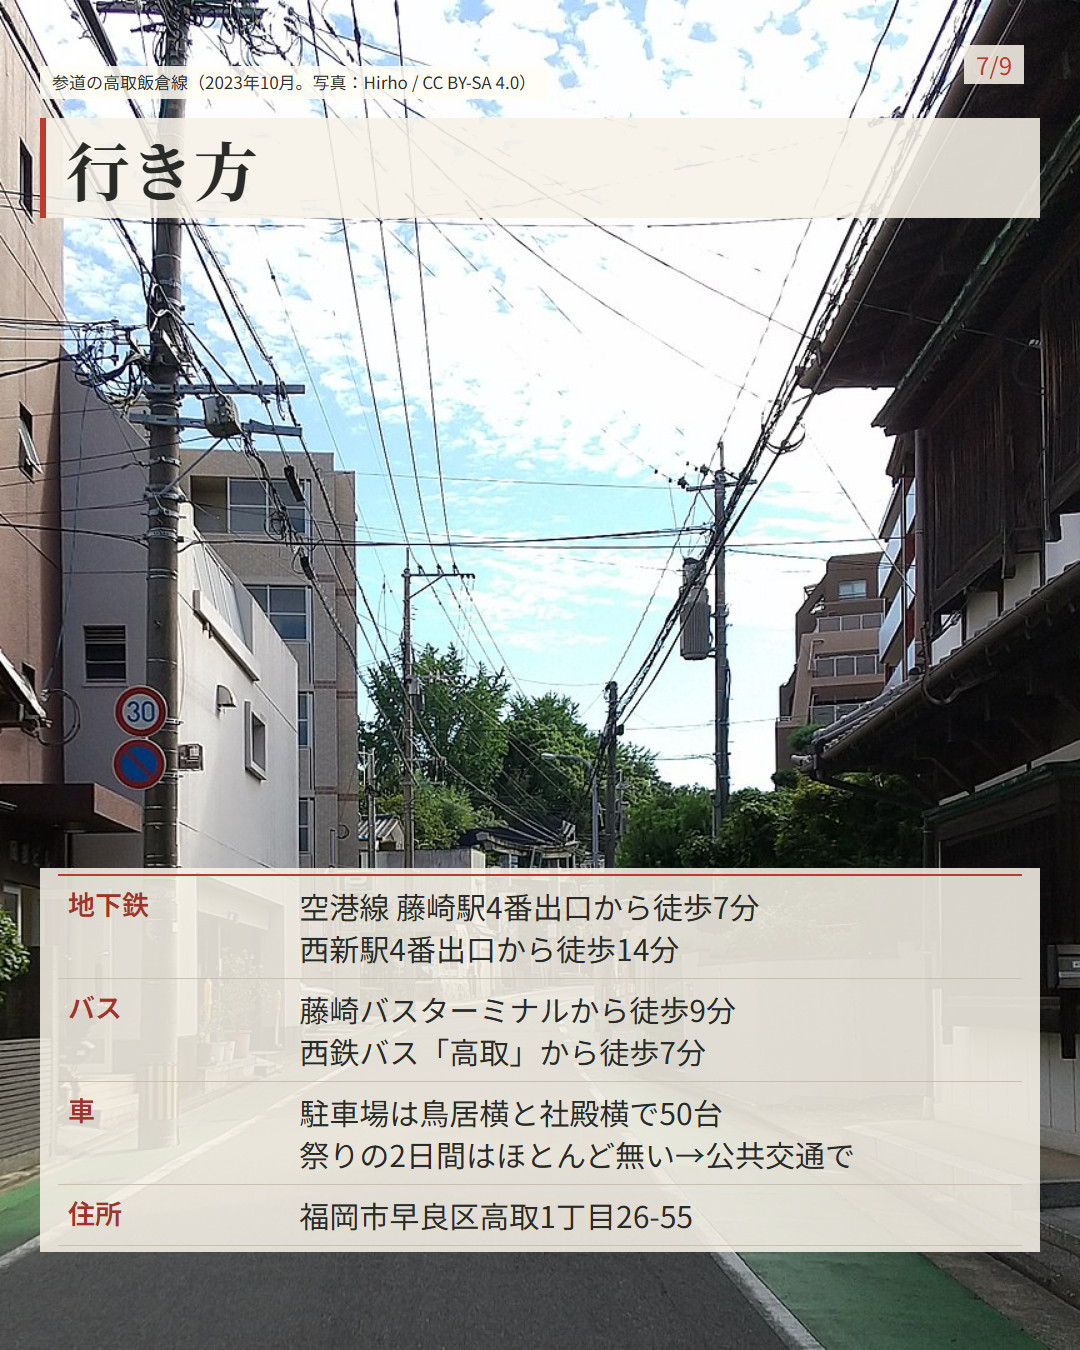 7/9
参道の高取飯倉線（2023年10月。写真：Hirho / CC BY-SA 4.0）
行き方
30
地下鉄
空港線 藤崎駅4番出口から徒歩7分
西新駅4番出口から徒歩14分
バス
藤崎バスターミナルから徒歩9分
西鉄バス「高取」から徒歩7分
車
駐車場は鳥居横と社殿横で50台
祭りの2日間はほとんど無い→公共交通で
住所
福岡市早良区高取1丁目26-55